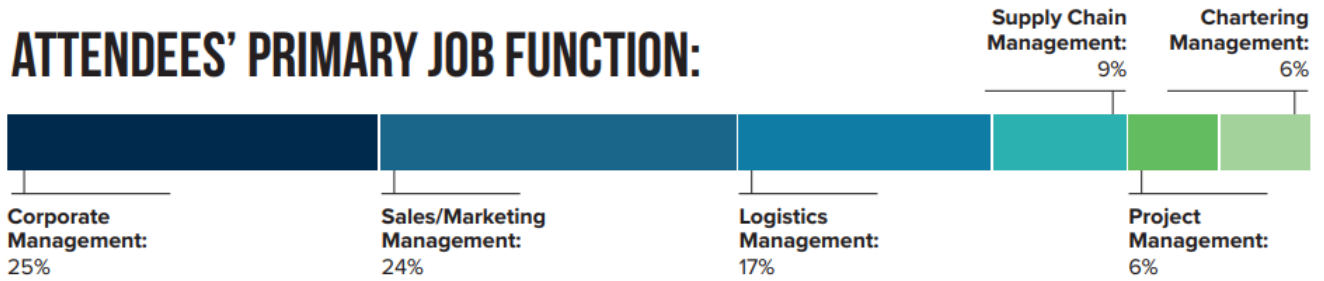 ATTENDEES’ PRIMARY JOB FUNCTION:
Supply Chain
Management:
9%
Chartering
Management:
6%
Corporate
Management:
25%
Sales/Marketing
Management:
24%
Logistics
Management:
17%
Project
Management:
6%